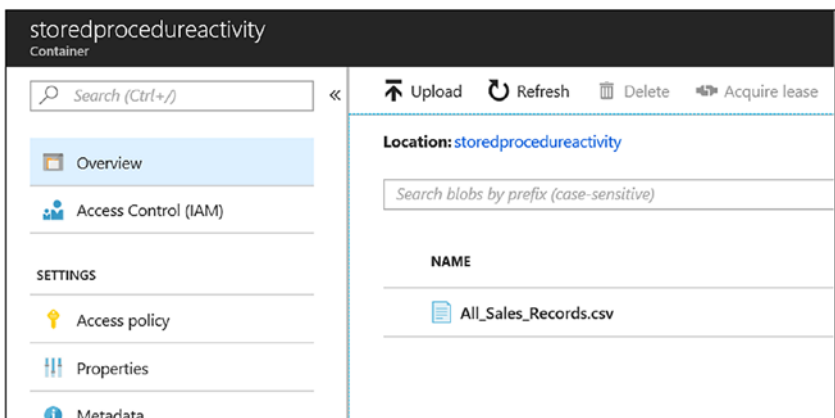 storedprocedureactivity
Container
Search (Ctrl+/)
«
Overview
Access Control (IAM)
SETTINGS
Access policy
Properties
Metadata
Upload Refresh Delete Acquire lease
Location: storedprocedureactivity
Search blobs by prefix (case-sensitive)
NAME
All_Sales_Records.csv